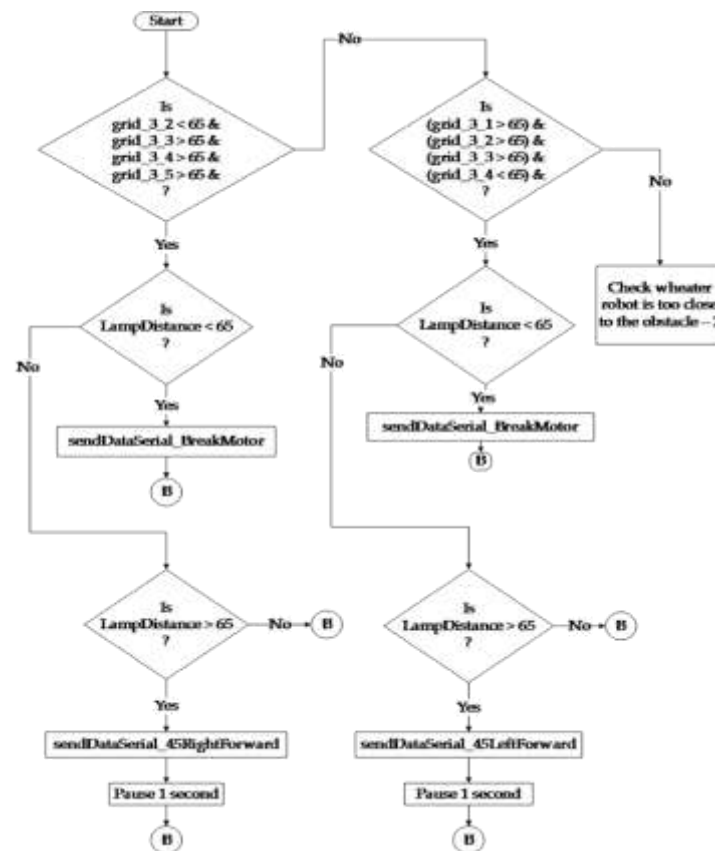 Start
No
Is
grid_3_2 < 65 &
grid_3_3 > 65 &
grid_3_4 > 65 &
grid_3_5 > 65 &
?
Is
(grid_3_1 > 65) &
(grid_3_2 > 65) &
(grid_3_3 > 65) &
(grid_3_4 < 65) &
?
No
Yes
Yes
Check wheater
robot is too close
to the obstacle –
Is
LampDistance < 65
?
Is
LampDistance < 65
?
No
No
Yes
Yes
sendDataSerial_BreakMotor
sendDataSerial_BreakMotor
B
B
Is
LampDistance > 65
?
No
B
Is
LampDistance > 65
?
No
B
Yes
Yes
sendDataSerial_45RightForward
sendDataSerial_45LeftForward
Pause 1 second
Pause 1 second
B
B